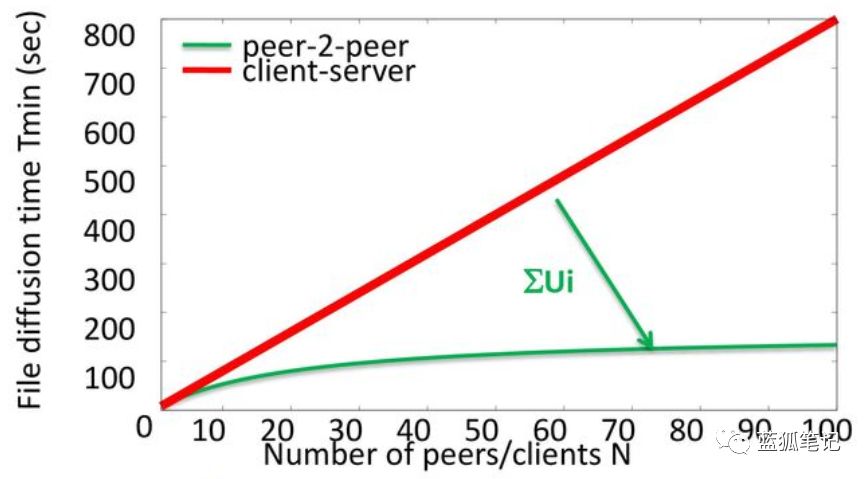 File diffusion time Tmin (sec)
800
700
600
500
400
300
200
100
0
peer-2-peer
client-server
ΣUi
10 20 30 40 50 60 70 80 90 100
Number of peers/clients N
蓝狐笔记